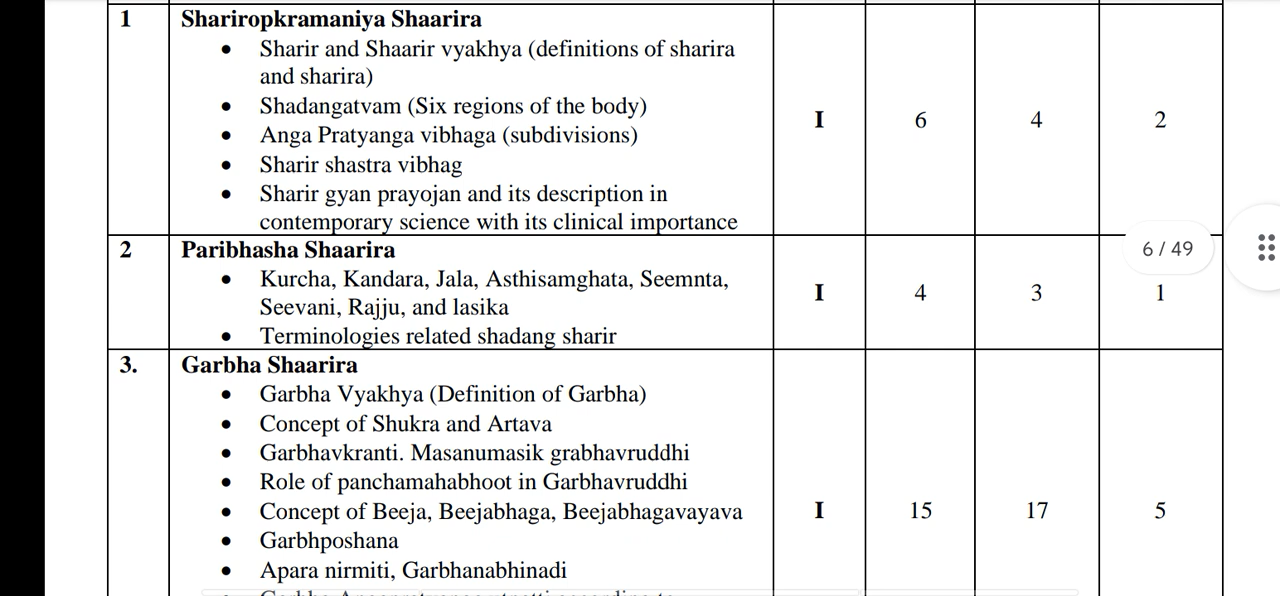 1 Shariropkramaniya Shaarira
• Sharir and Shaarir vyakhya (definitions of sharira
and sharira)
• Shadangatvam (Six regions of the body)
• Anga Pratyanga vibhaga (subdivisions)
• Sharir shastra vibhag
• Sharir gyan prayojan and its description in
contemporary science with its clinical importance
I 6 4 2
2 Paribhasha Shaarira
• Kurcha, Kandara, Jala, Asthisamghata, Seemnta,
Seevani, Rajju, and lasika
• Terminologies related shadang sharir
I 4 3 1
6 / 49
3. Garbha Shaarira
• Garbha Vyakhya (Definition of Garbha)
• Concept of Shukra and Artava
• Garbhavkranti. Masanumasik grabhavruddhi
• Role of panchamahabhoot in Garbhavruddhi
• Concept of Beeja, Beejabhaga, Beejabhagavayava
• Garbhposhana
• Apara nirmiti, Garbhanabhinadi
I 15 17 5